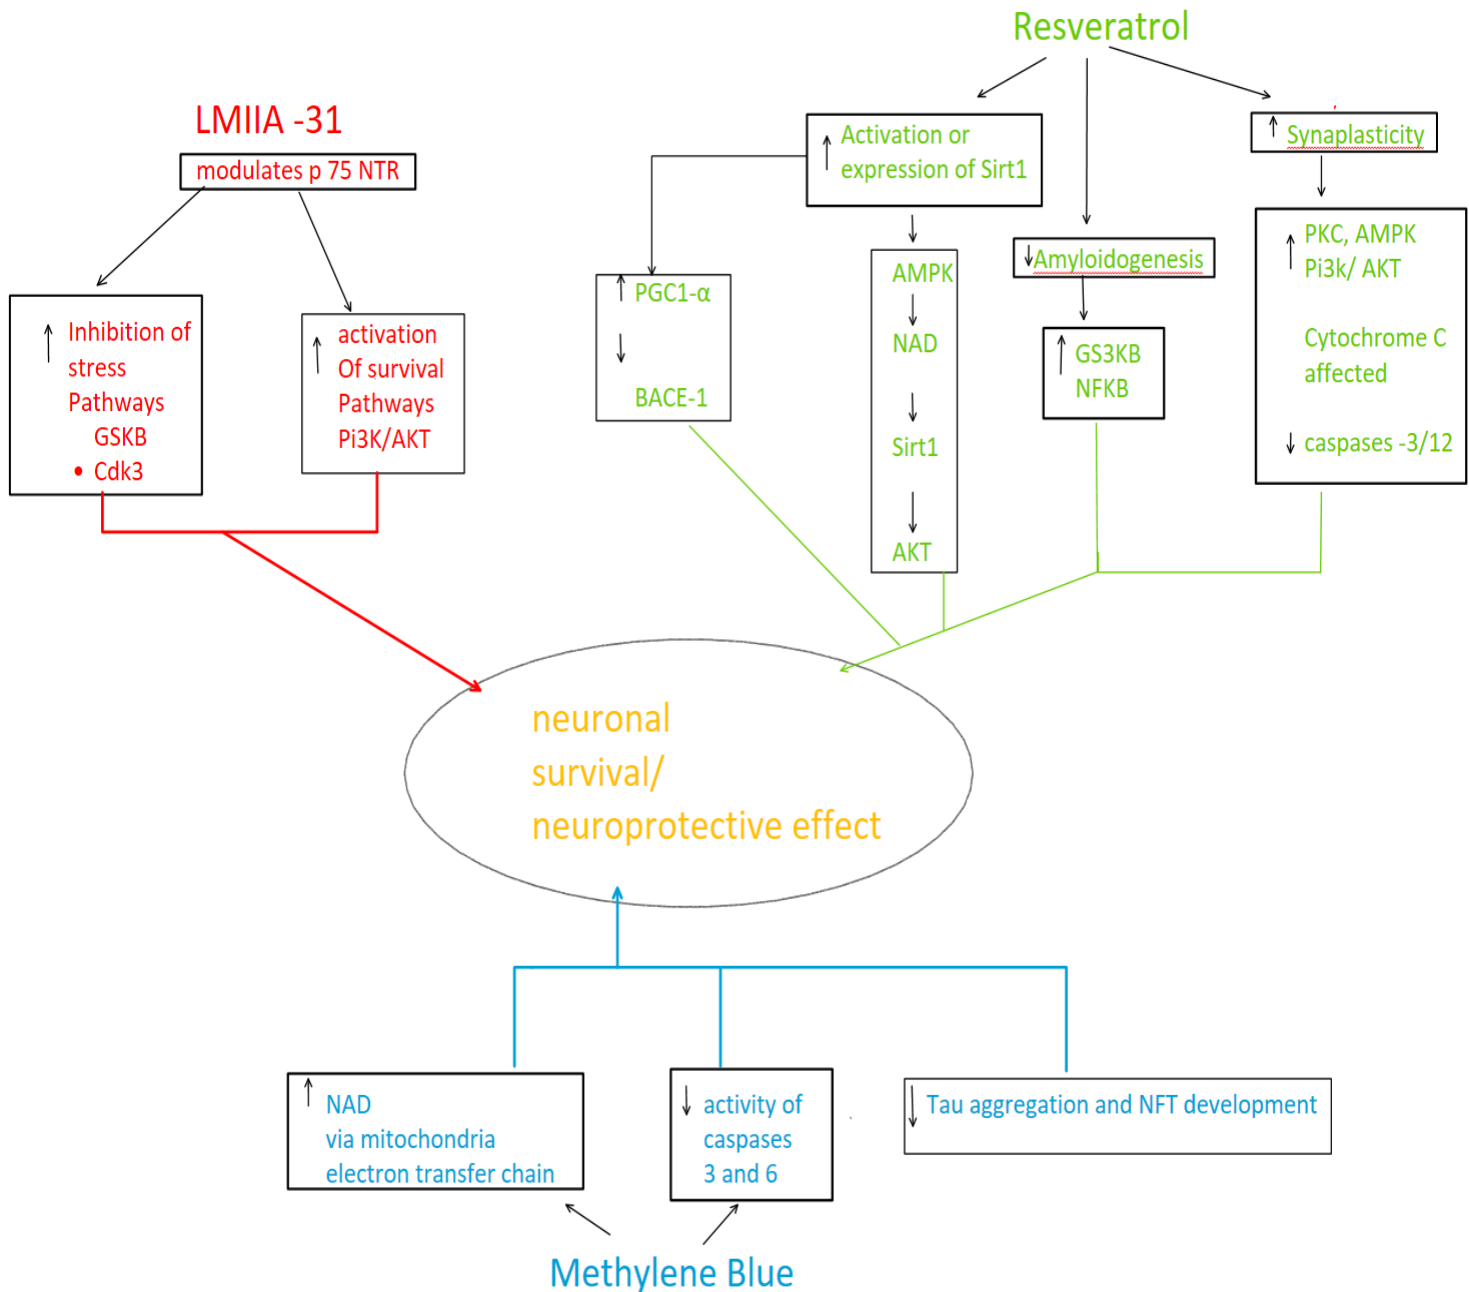 Resveratrol
LMIIA -31
modulates p 75 NTR
Inhibition of
stress
Pathways
GSKB
• Cdk3
activation
Of survival
Pathways
Pi3K/AKT
Activation or
expression of Sirt1
PGC1-α
BACE-1
AMPK
NAD
Sirt1
AKT
Amyloidogenesis
GS3KB
NFKB
Synaplasticity
PKC, AMPK
Pi3k/ AKT
Cytochrome C
affected
caspases -3/12
neuronal
survival/
neuroprotective effect
NAD
via mitochondria
electron transfer chain
activity of
caspases
3 and 6
Tau aggregation and NFT development
Methylene Blue